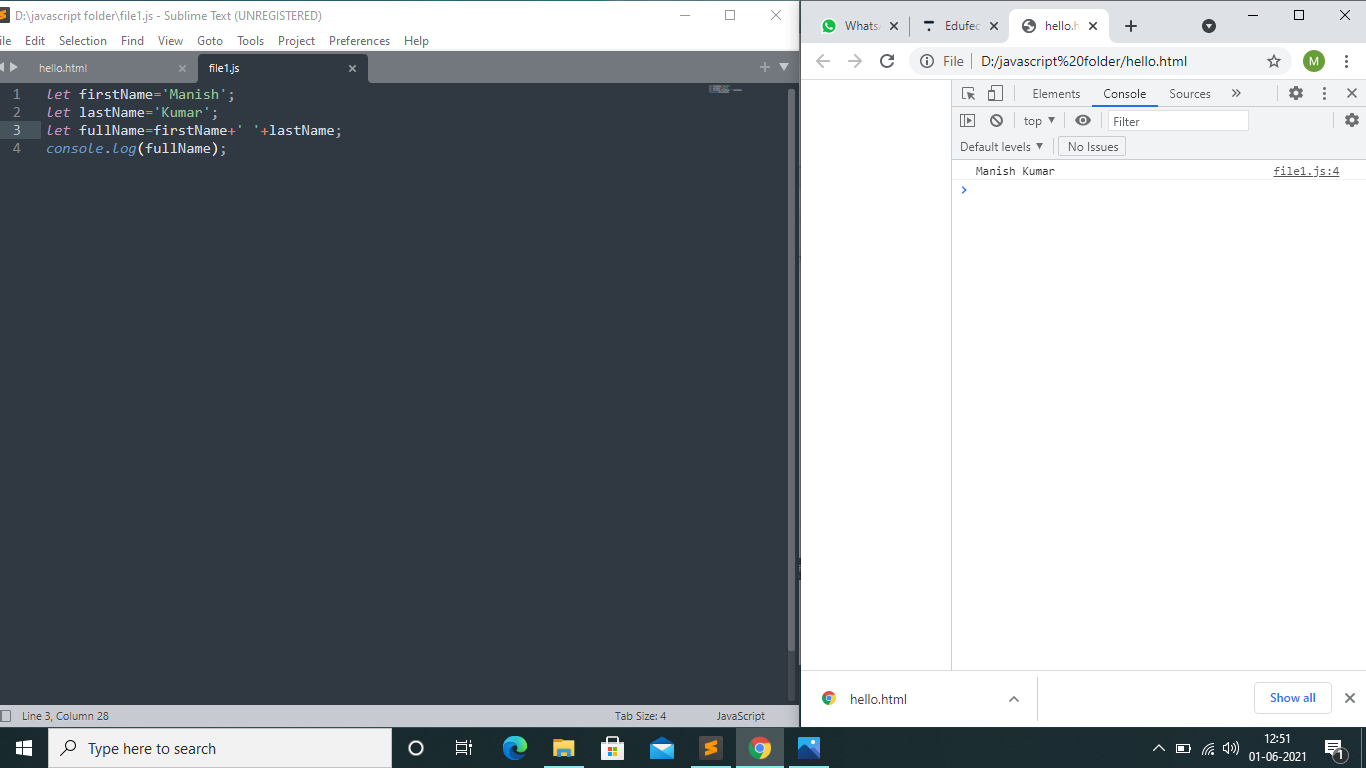 D:\javascript folder\file1.js - Sublime Text (UNREGISTERED)
ile Edit Selection Find View Goto Tools Project Preferences Help
hello.html file1.js
1 let firstName='Manish';
2 let lastName='Kumar';
3 let fullName=firstName+' '+lastName;
4 console.log(fullName);
Line 3, Column 28 Tab Size: 4 JavaScript
Whats Edufec hello.h
File D:/javascript%20folder/hello.html M
Elements Console Sources
top Filter
Default levels No Issues
Manish Kumar file1.js:4
hello.html Show all
Type here to search
12:51
01-06-2021
1